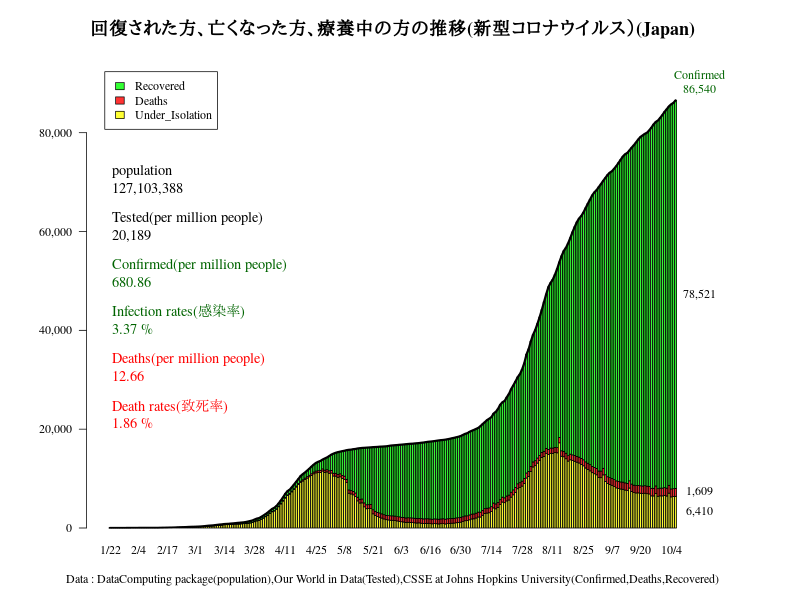 回復された方、亡くなった方、療養中の方の推移(新型コロナウイルス)(Japan)
Confirmed
86,540
Recovered
Deaths
Under_Isolation
80,000
60,000
40,000
20,000
0
population
127,103,388
Tested(per million people)
20,189
Confirmed(per million people)
680.86
Infection rates(感染率)
3.37 %
Deaths(per million people)
12.66
Death rates(致死率)
1.86 %
78,521
1,609
6,410
1/22 2/4 2/17 3/1 3/14 3/28 4/11 4/25 5/8 5/21 6/3 6/16 6/30 7/14 7/28 8/11 8/25 9/7 9/20 10/4
Data : DataComputing package(population),Our World in Data(Tested),CSSE at Johns Hopkins University(Confirmed,Deaths,Recovered)